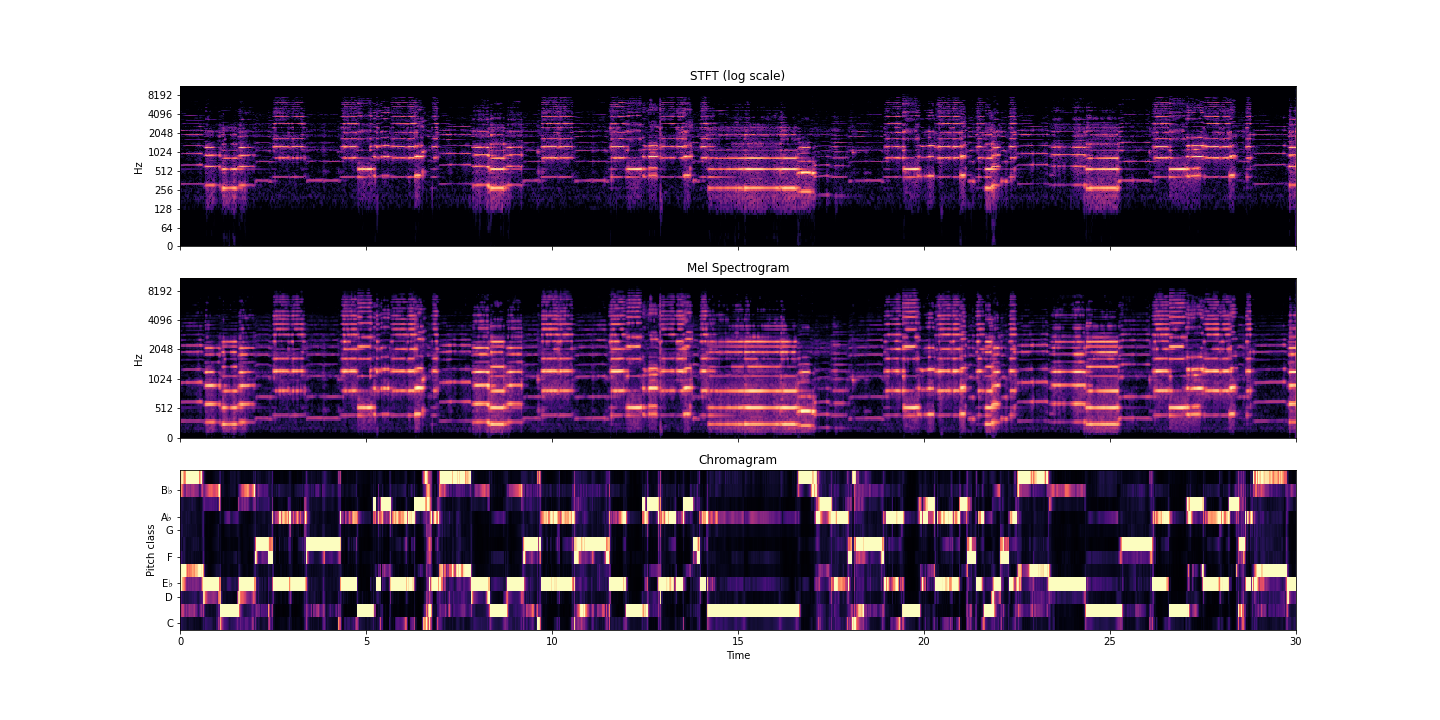 STFT (log scale)
8192
4096
2048
1024
512
256
128
64
0
Hz
Mel Spectrogram
8192
4096
2048
1024
512
0
Hz
Chromagram
B♭
A♭
G
F
E♭
D
C
Pitch class
0 5 10 15 20 25 30
Time